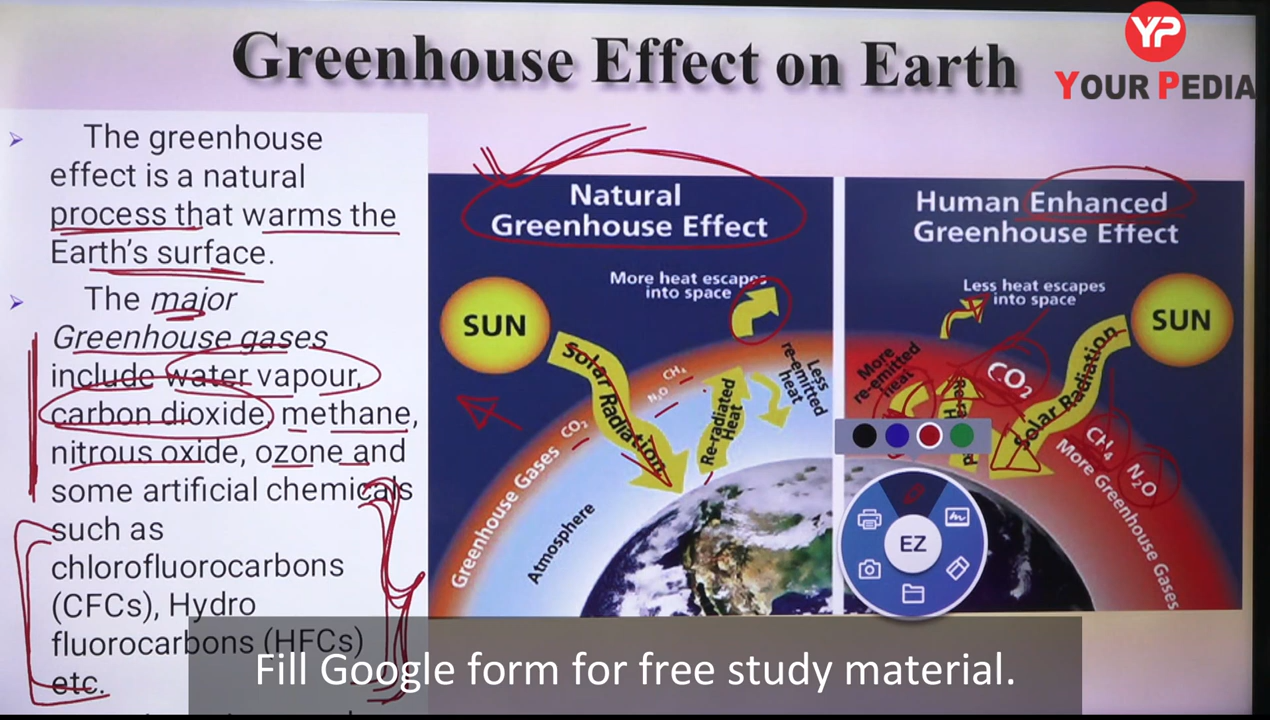 Greenhouse Effect on Earth
YP
YOUR PEDIA
The greenhouse
effect is a natural
process that warms the
Earth's surface.
The major
Greenhouse gases
include water vapour,
carbon dioxide, methane,
nitrous oxide, ozone and
some artificial chemicals
such as
chlorofluorocarbons
(CFCs), Hydro
fluorocarbons (HFCs)
etc.
Natural
Greenhouse Effect
More heat escapes
into space
SUN
Solar Radiation
Re-radiated
Heat
Less
re-emitted
heat
CH₄
N₂O
CO₂
Greenhouse Gases
Atmosphere
Human Enhanced
Greenhouse Effect
Less heat escapes
into space
SUN
More
re-emitted
heat
CO₂
Solar Radiation
CH₄
N₂O
More Greenhouse Gases
EZ
Fill Google form for free study material.